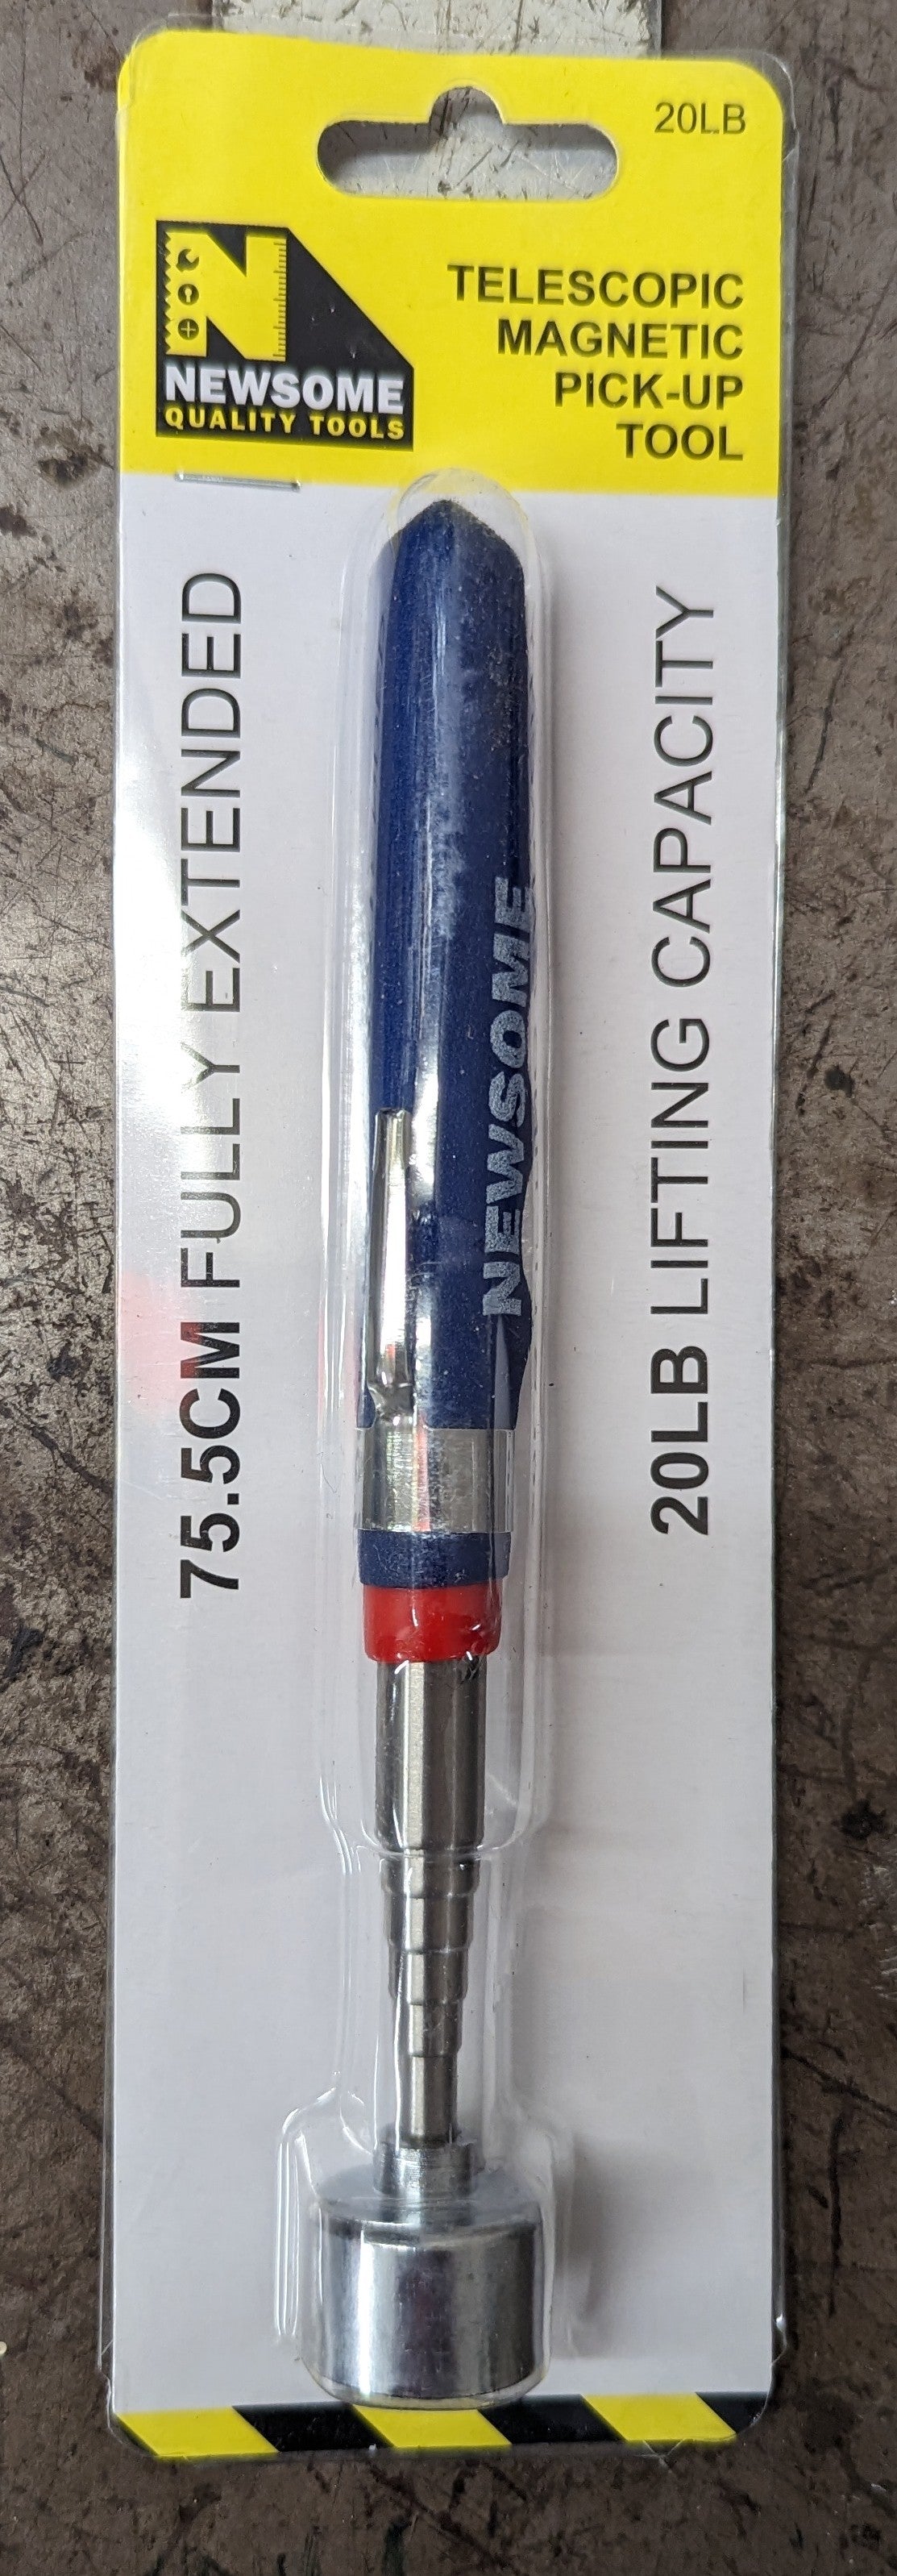 20LB
N
NEWSOME
QUALITY TOOLS
TELESCOPIC
MAGNETIC
PICK-UP
TOOL
75.5CM FULLY EXTENDED
NEWSOME
20LB LIFTING CAPACITY